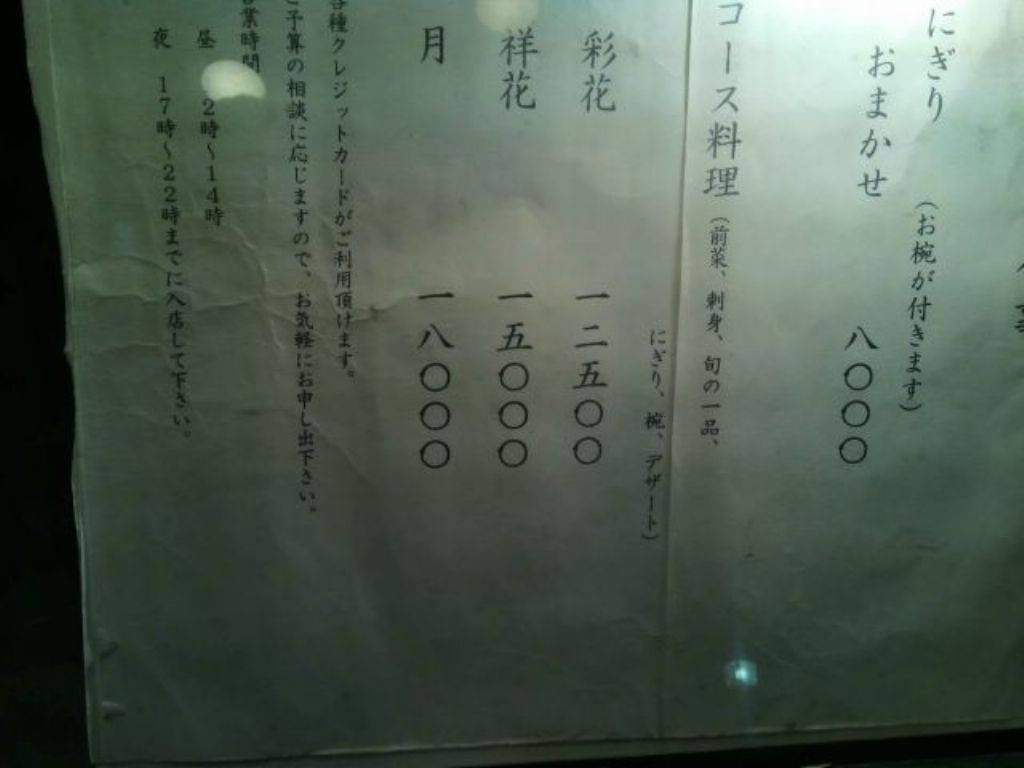 にぎり (お椀が付きます)
おまかせ 八〇〇〇
コース料理 (前菜、刺身、旬の一品、
にぎり、椀、デザート)
彩花 一二五〇〇
祥花 一五〇〇〇
月 一八〇〇〇
各種クレジットカードがご利用頂けます。
ご予算の相談に応じますので、お気軽にお申し出下さい。
営業時間
昼 2時〜14時
夜 17時〜22時までに入店して下さい。